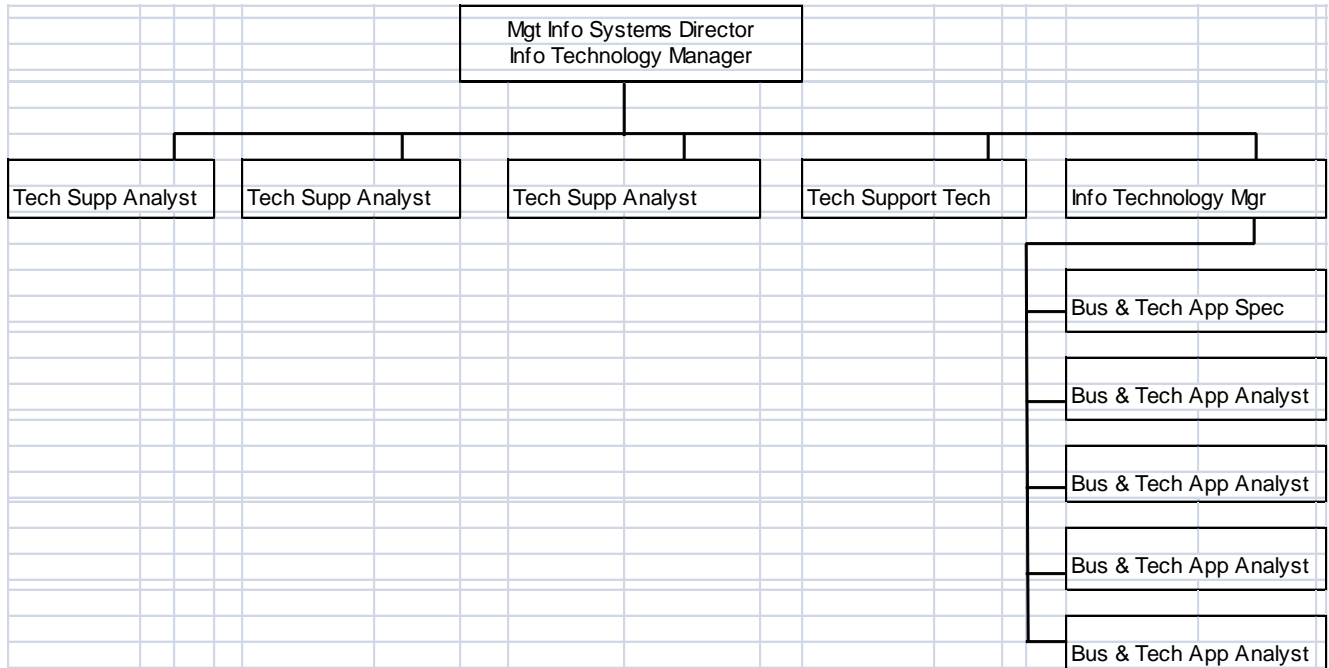 Mgt Info Systems Director
Info Technology Manager
Tech Supp Analyst
Tech Supp Analyst
Tech Supp Analyst
Tech Support Tech
Info Technology Mgr
Bus & Tech App Spec
Bus & Tech App Analyst
Bus & Tech App Analyst
Bus & Tech App Analyst
Bus & Tech App Analyst